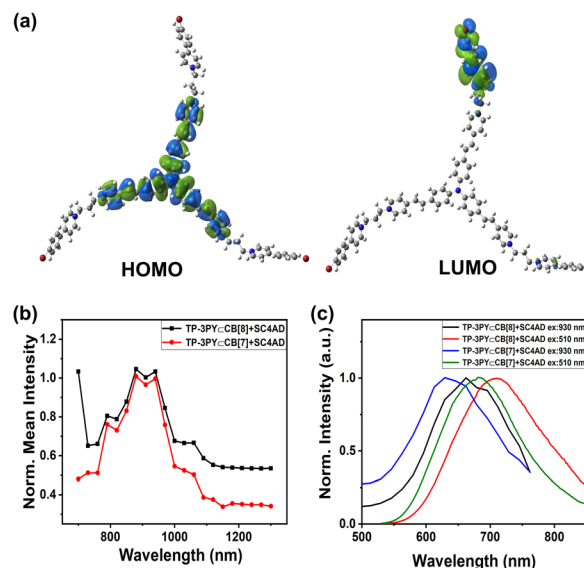 (a)
HOMO
LUMO
(b)
TP-3PY⊂CB[8]+SC4AD
TP-3PY⊂CB[7]+SC4AD
Norm. Mean Intensity
1.2
1.0
0.8
0.6
0.4
800 1000 1200
Wavelength (nm)
(c)
TP-3PY⊂CB[8]+SC4AD ex:930 nm
TP-3PY⊂CB[8]+SC4AD ex:510 nm
TP-3PY⊂CB[7]+SC4AD ex:930 nm
TP-3PY⊂CB[7]+SC4AD ex:510 nm
Norm. Intensity (a.u.)
1.0
0.5
0.0
500 600 700 800
Wavelength (nm)